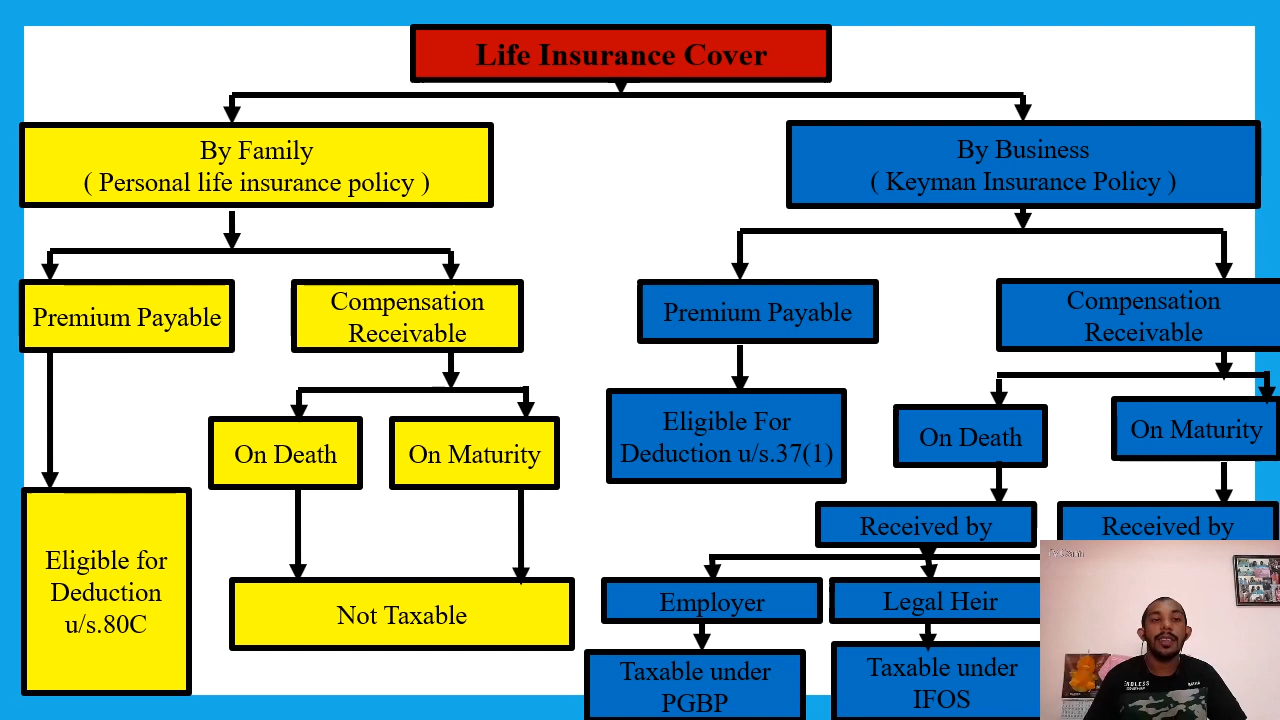 Life Insurance Cover
By Family
( Personal life insurance policy )
By Business
( Keyman Insurance Policy )
Premium Payable
Compensation
Receivable
Premium Payable
Compensation
Receivable
On Death
On Maturity
Eligible For
Deduction u/s.37(1)
On Death
On Maturity
Eligible for
Deduction
u/s.80C
Not Taxable
Received by
Received by
Employer
Legal Heir
Taxable under
PGBP
Taxable under
IFOS
ENDLESS